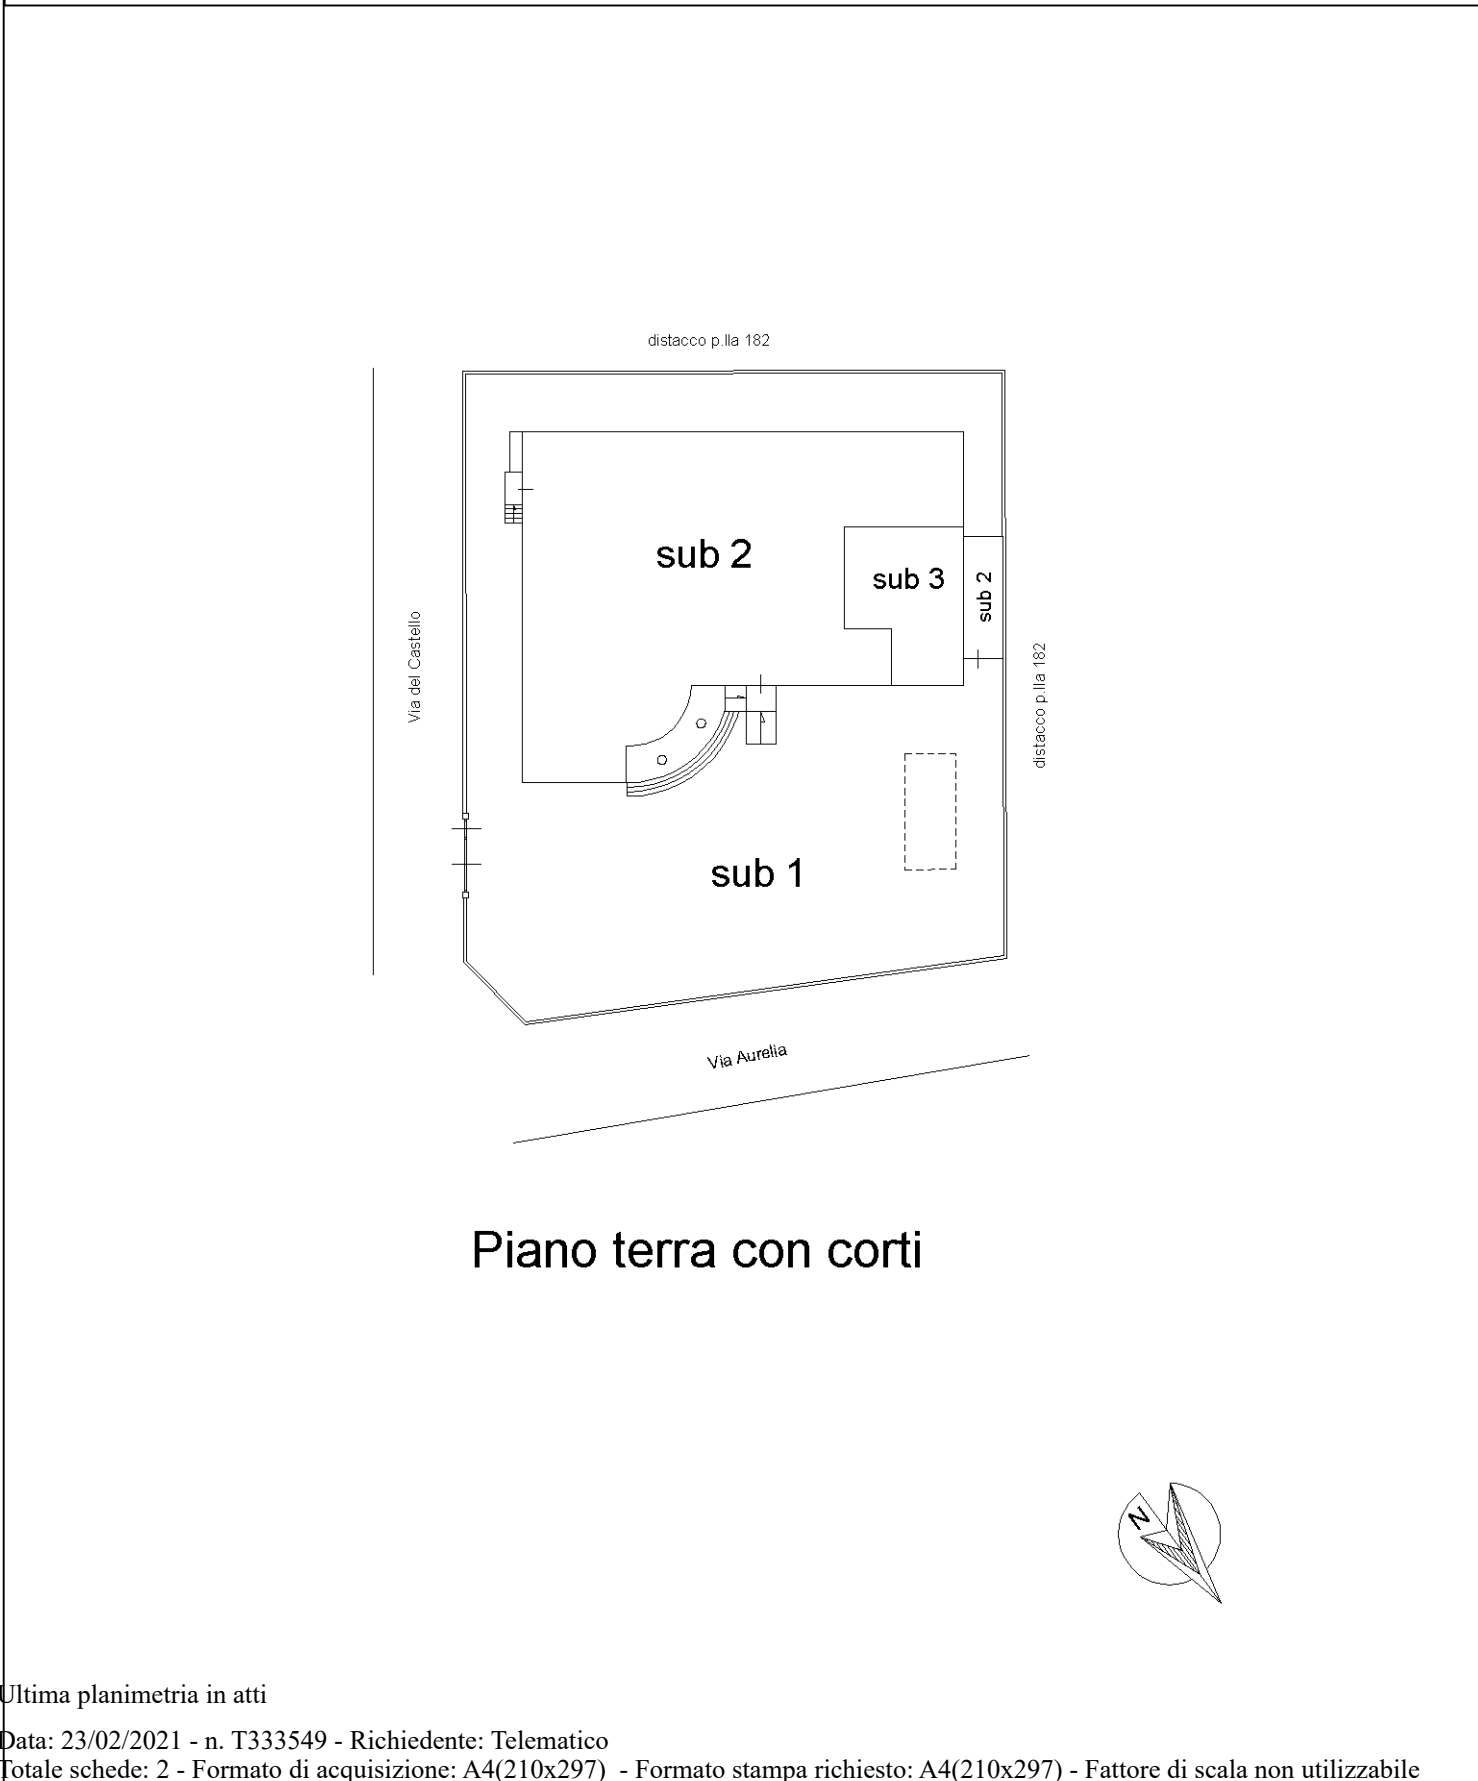 distacco p.lla 182
sub 2
sub 3
sub 2
Via del Castello
distacco p.lla 182
sub 1
Via Aurelia
Piano terra con corti
N
Ultima planimetria in atti
Data: 23/02/2021 - n. T333549 - Richiedente: Telematico
Totale schede: 2 - Formato di acquisizione: A4(210x297) - Formato stampa richiesto: A4(210x297) - Fattore di scala non utilizzabile